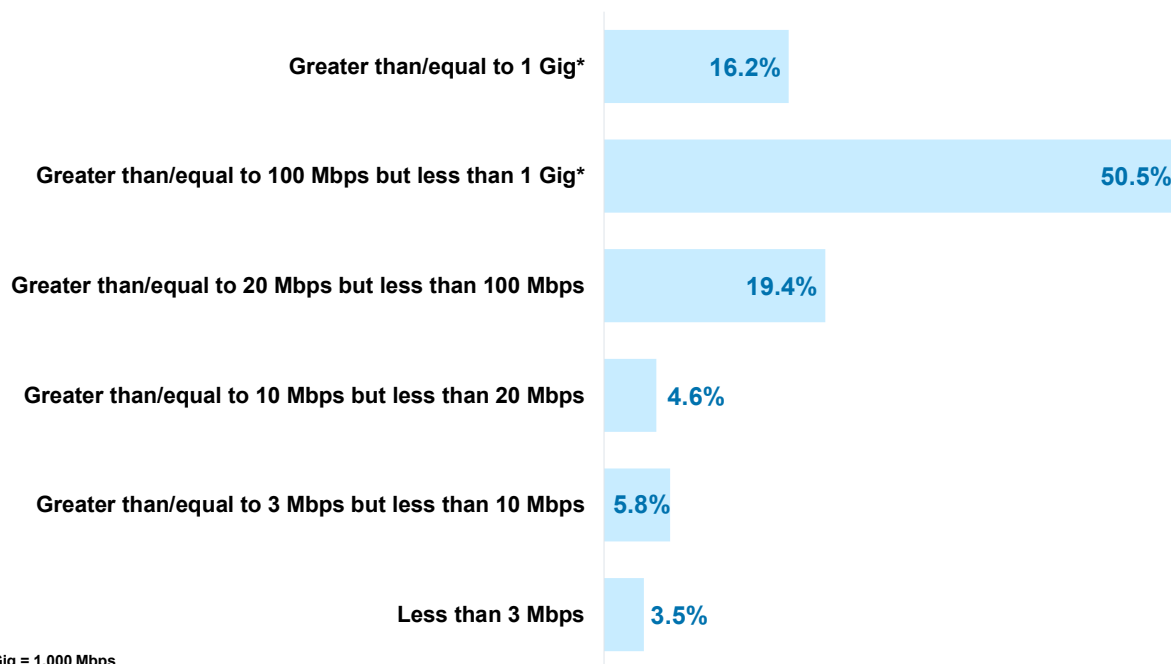 Greater than/equal to 1 Gig*
16.2%
Greater than/equal to 100 Mbps but less than 1 Gig*
50.5%
Greater than/equal to 20 Mbps but less than 100 Mbps
19.4%
Greater than/equal to 10 Mbps but less than 20 Mbps
4.6%
Greater than/equal to 3 Mbps but less than 10 Mbps
5.8%
Less than 3 Mbps
3.5%
Gig = 1,000 Mbps